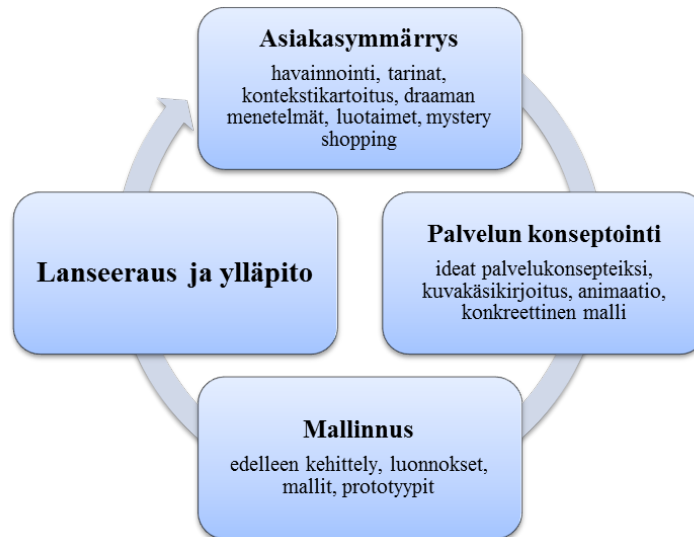 Asiakasymmärrys
havainnointi, tarinat,
kontekstikartoitus, draaman
menetelmät, luotaimet, mystery
shopping
Palvelun konseptointi
ideat palvelukonsepteiksi,
kuvakäsikirjoitus, animaatio,
konkreettinen malli
Mallinnus
edelleen kehittely, luonnokset,
mallit, prototyypit
Lanseeraus ja ylläpito